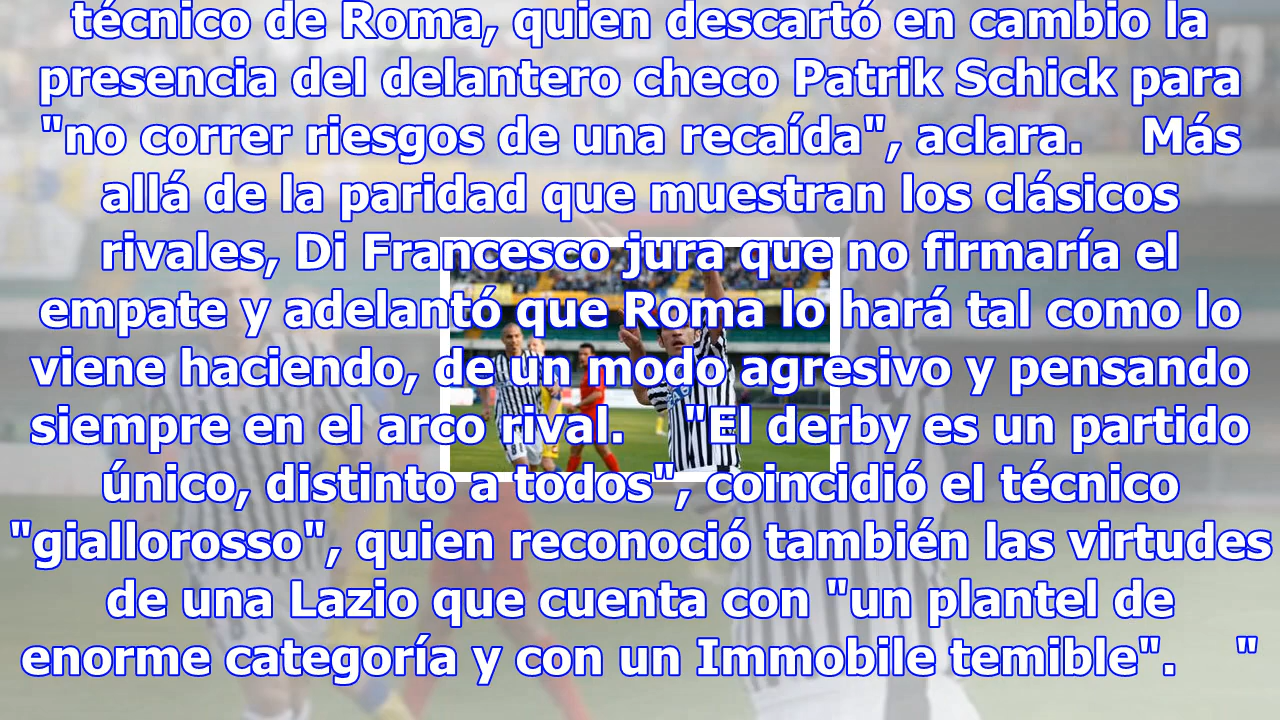 técnico de Roma, quien descartó en cambio la
presencia del delantero checo Patrik Schick para
"no correr riesgos de una recaída", aclara. Más
allá de la paridad que muestran los clásicos
rivales, Di Francesco jura que no firmaría el
empate y adelantó que Roma lo hará tal como lo
viene haciendo, de un modo agresivo y pensando
siempre en el arco rival. "El derby es un partido
único, distinto a todos", coincidió el técnico
"giallorosso", quien reconoció también las virtudes
de una Lazio que cuenta con "un plantel de
enorme categoría y con un Immobile temible". "